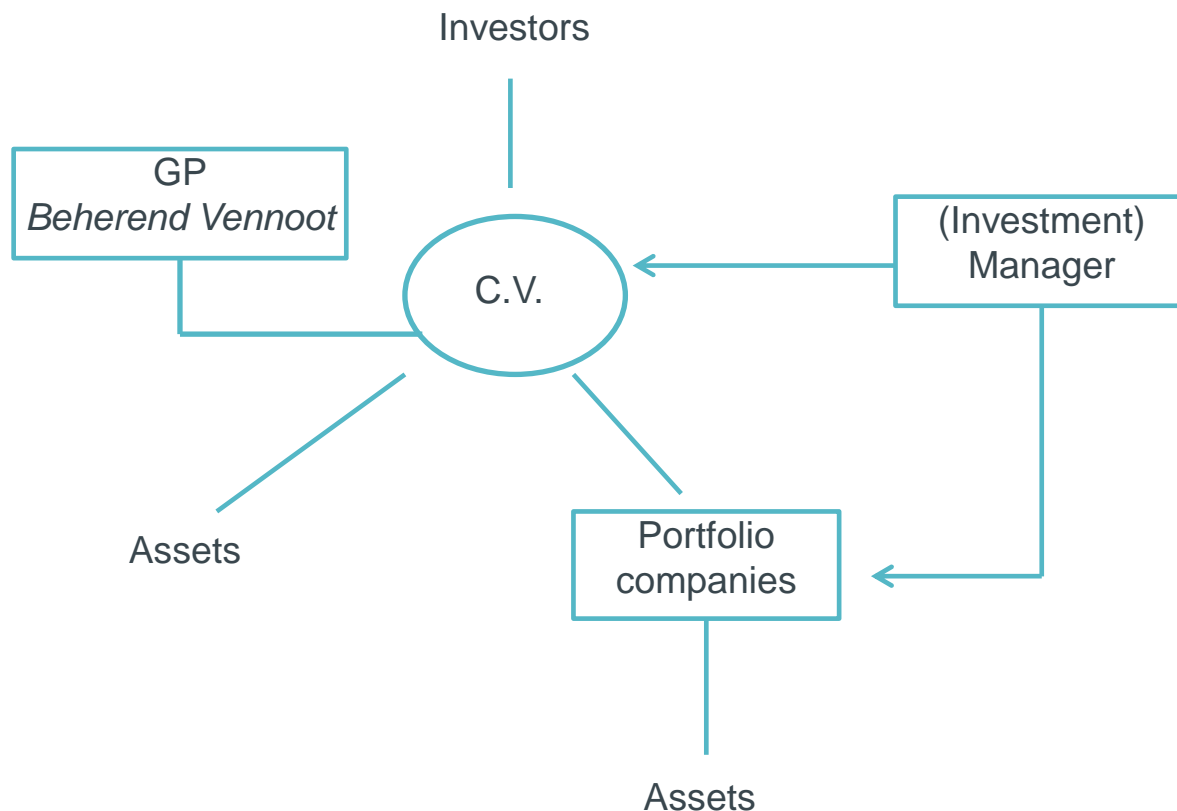 Investors
GP
Beherend Vennoot
(Investment)
Manager
C.V.
Assets
Portfolio
companies
Assets